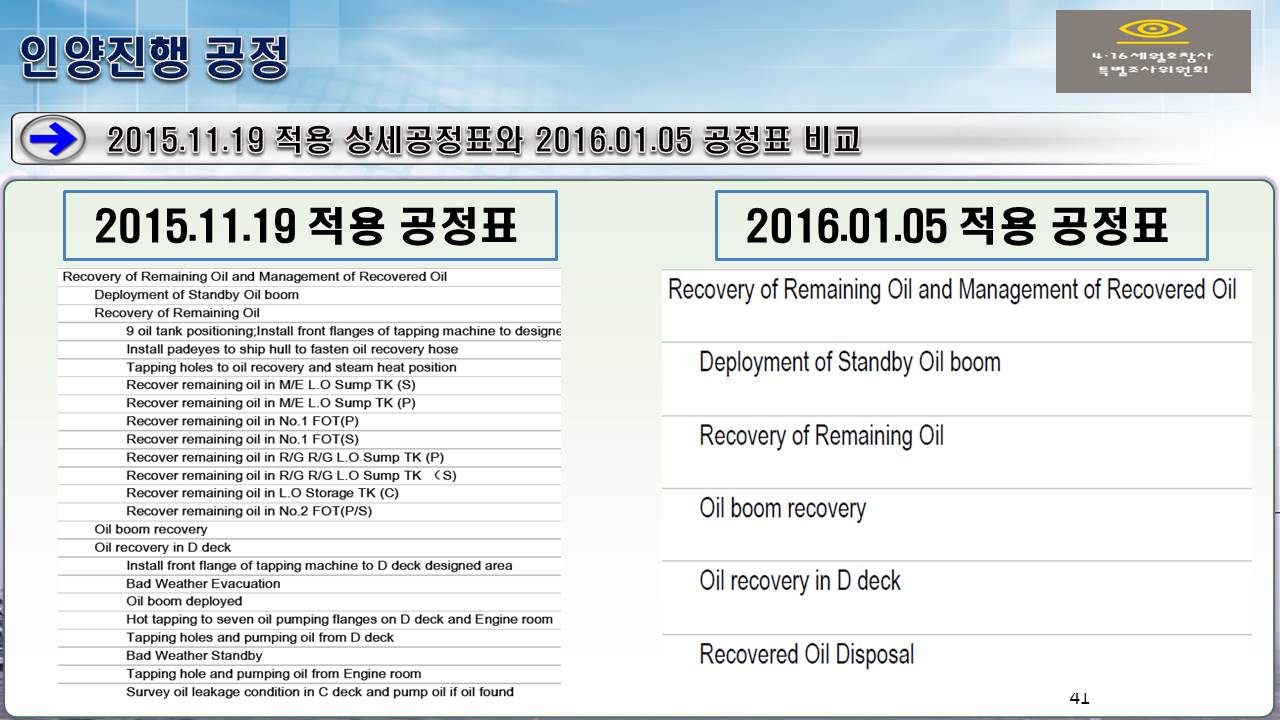 인양진행 공정
4·16세월호참사
특별조사위원회
2015.11.19 적용 상세공정표와 2016.01.05 공정표 비교
2015.11.19 적용 공정표
Recovery of Remaining Oil and Management of Recovered Oil
Deployment of Standby Oil boom
Recovery of Remaining Oil
9 oil tank positioning;Install front flanges of tapping machine to designe
Install padeyes to ship hull to fasten oil recovery hose
Tapping holes to oil recovery and steam heat position
Recover remaining oil in M/E L.O Sump TK (S)
Recover remaining oil in M/E L.O Sump TK (P)
Recover remaining oil in No.1 FOT(P)
Recover remaining oil in No.1 FOT(S)
Recover remaining oil in R/G R/G L.O Sump TK (P)
Recover remaining oil in R/G R/G L.O Sump TK （S)
Recover remaining oil in L.O Storage TK (C)
Recover remaining oil in No.2 FOT(P/S)
Oil boom recovery
Oil recovery in D deck
Install front flange of tapping machine to D deck designed area
Bad Weather Evacuation
Oil boom deployed
Hot tapping to seven oil pumping flanges on D deck and Engine room
Tapping holes and pumping oil from D deck
Bad Weather Standby
Tapping hole and pumping oil from Engine room
Survey oil leakage condition in C deck and pump oil if oil found
2016.01.05 적용 공정표
Recovery of Remaining Oil and Management of Recovered Oil
Deployment of Standby Oil boom
Recovery of Remaining Oil
Oil boom recovery
Oil recovery in D deck
Recovered Oil Disposal
41